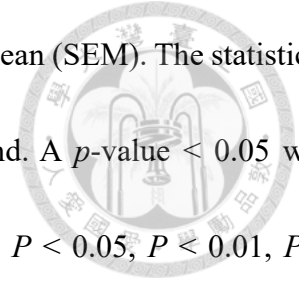 ean (SEM). The statistic
nd. A p-value < 0.05 w
P < 0.05, P < 0.01, P